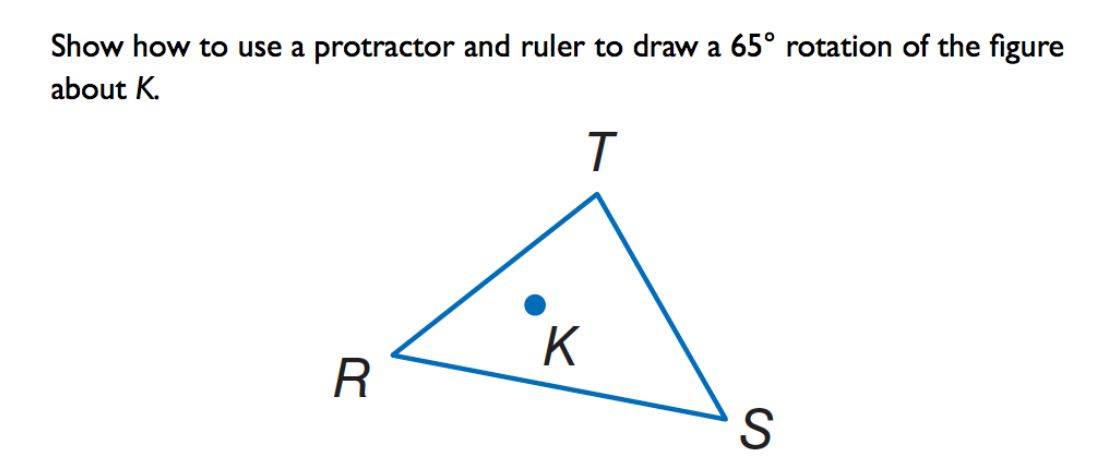 Show how to use a protractor and ruler to draw a 65° rotation of the figure
about K.
T
K
R
S